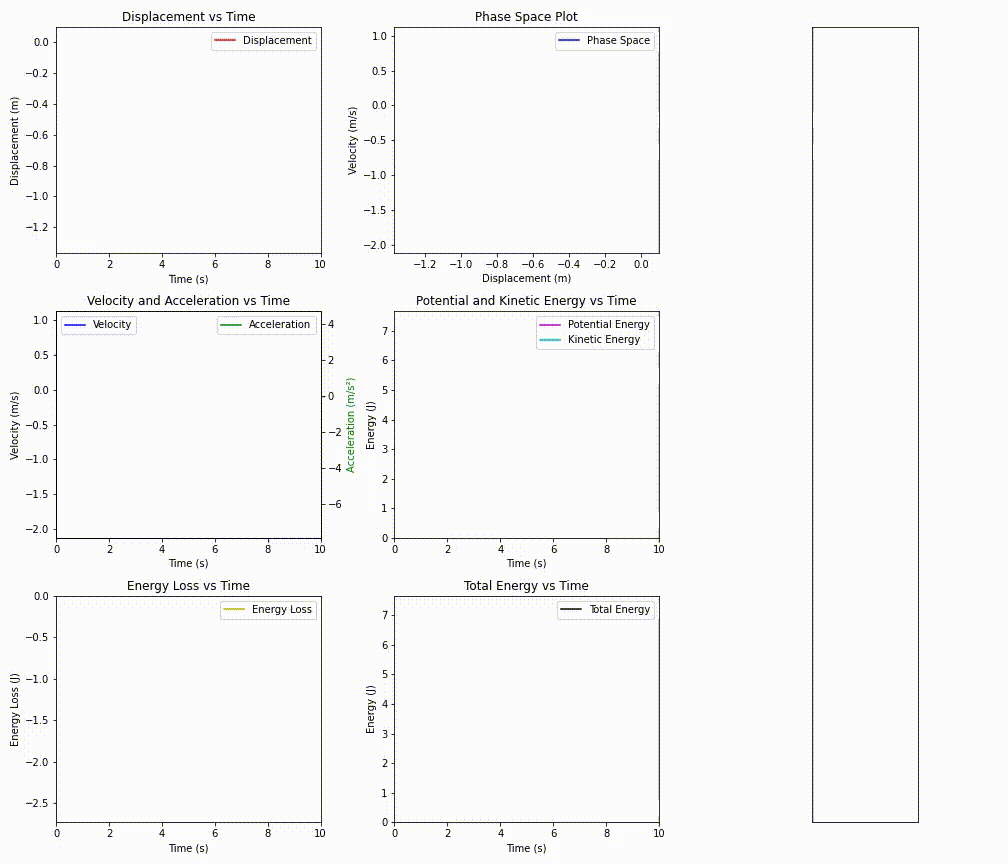 Displacement vs Time
Displacement
Displacement (m)
0.0
−0.2
−0.4
−0.6
−0.8
−1.0
−1.2
0 2 4 6 8 10
Time (s)
Phase Space Plot
Phase Space
Velocity (m/s)
1.0
0.5
0.0
−0.5
−1.0
−1.5
−2.0
−1.2 −1.0 −0.8 −0.6 −0.4 −0.2 0.0
Displacement (m)
Velocity and Acceleration vs Time
Velocity
Acceleration
Velocity (m/s)
1.0
0.5
0.0
−0.5
−1.0
−1.5
−2.0
4
2
0
−2
−4
−6
Acceleration (m/s²)
0 2 4 6 8 10
Time (s)
Potential and Kinetic Energy vs Time
Potential Energy
Kinetic Energy
Energy (J)
7
6
5
4
3
2
1
0
0 2 4 6 8 10
Time (s)
Energy Loss vs Time
Energy Loss
Energy Loss (J)
0.0
−0.5
−1.0
−1.5
−2.0
−2.5
0 2 4 6 8 10
Time (s)
Total Energy vs Time
Total Energy
Energy (J)
7
6
5
4
3
2
1
0
0 2 4 6 8 10
Time (s)